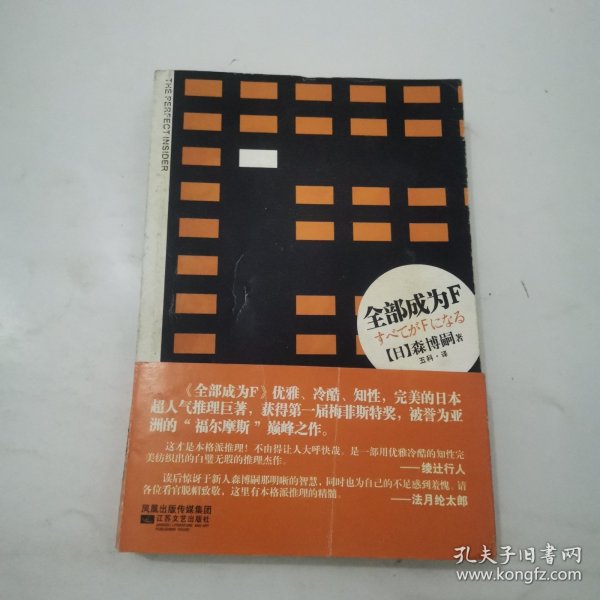 THE PERFECT INSIDER
全部成为F
すべてがFになる
【日】森博嗣 著
五科·译
《全部成为F》优雅、冷酷、知性，完美的日本
超人气推理巨著，获得第一届梅菲斯特奖，被誉为亚
洲的“福尔摩斯”巅峰之作。
这才是本格派推理！不由得让人大呼快哉。是一部用优雅冷酷的知性完
美纺织出的白璧无瑕的推理杰作。
——绫辻行人
读后惊讶于新人森博嗣那明晰的智慧，同时也为自己的不足感到羞愧。请
各位看官脱帽致敬，这里有本格派推理的精髓。
——法月纶太郎
凤凰出版传媒集团
江苏文艺出版社
JIANGSU LITERATURE AND ART
PUBLISHING HOUSE
孔夫子旧书网
www.kongfz.com